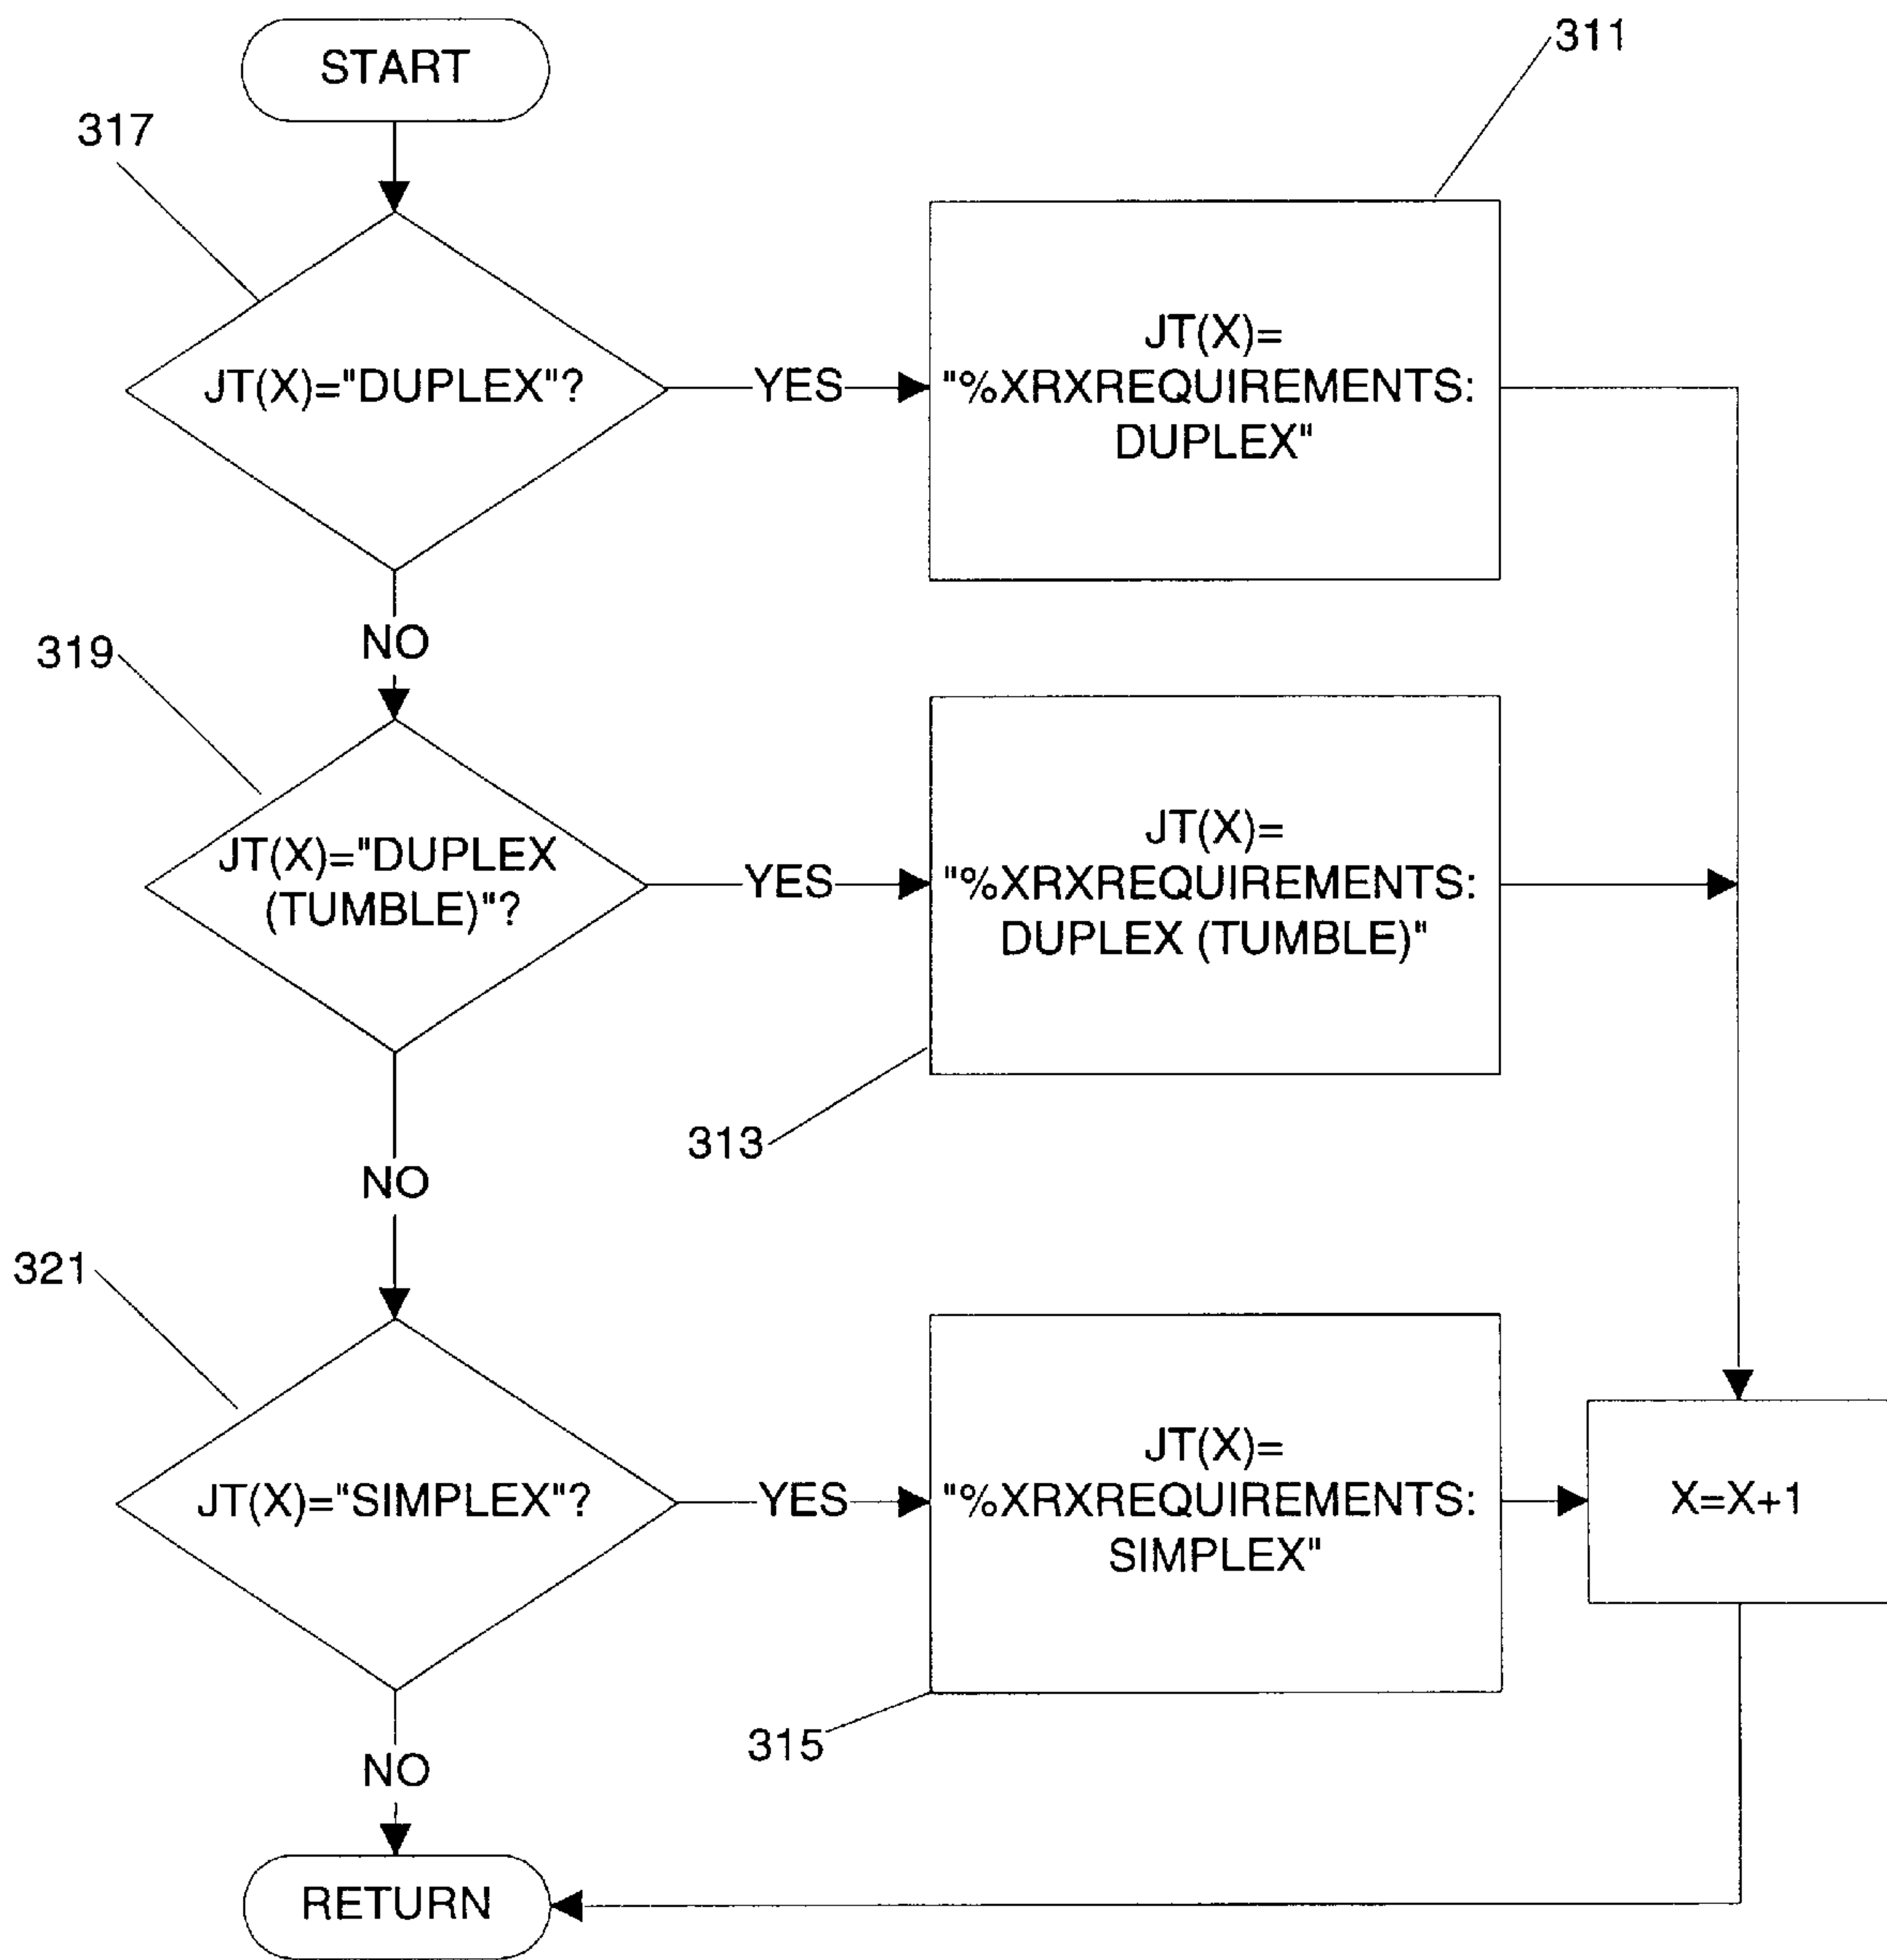 START
311
317
JT(X)="DUPLEX"?
YES
JT(X)=
"%XRXREQUIREMENTS:
DUPLEX"
NO
319
JT(X)="DUPLEX
(TUMBLE)"?
YES
JT(X)=
"%XRXREQUIREMENTS:
DUPLEX (TUMBLE)"
313
NO
321
JT(X)="SIMPLEX"?
YES
JT(X)=
"%XRXREQUIREMENTS:
SIMPLEX"
X=X+1
315
NO
RETURN